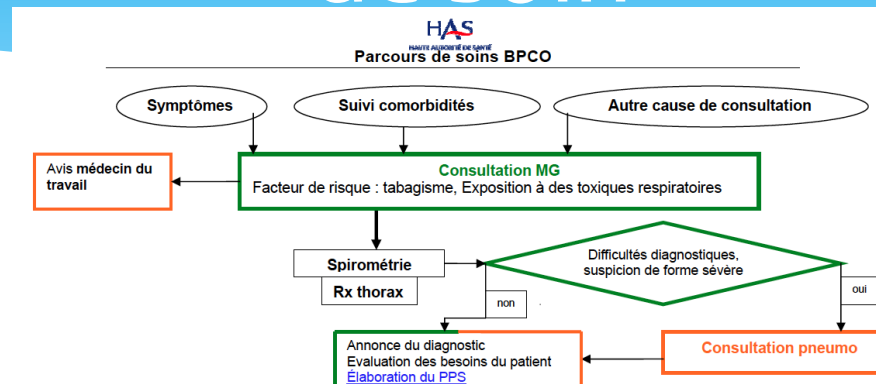 de soin
HAS
HAUTE AUTORITÉ DE SANTÉ
Parcours de soins BPCO
Symptômes
Suivi comorbidités
Autre cause de consultation
Avis médecin du
travail
Consultation MG
Facteur de risque : tabagisme, Exposition à des toxiques respiratoires
Spirométrie
Rx thorax
Difficultés diagnostiques,
suspicion de forme sévère
non
oui
Annonce du diagnostic
Evaluation des besoins du patient
Élaboration du PPS
Consultation pneumo